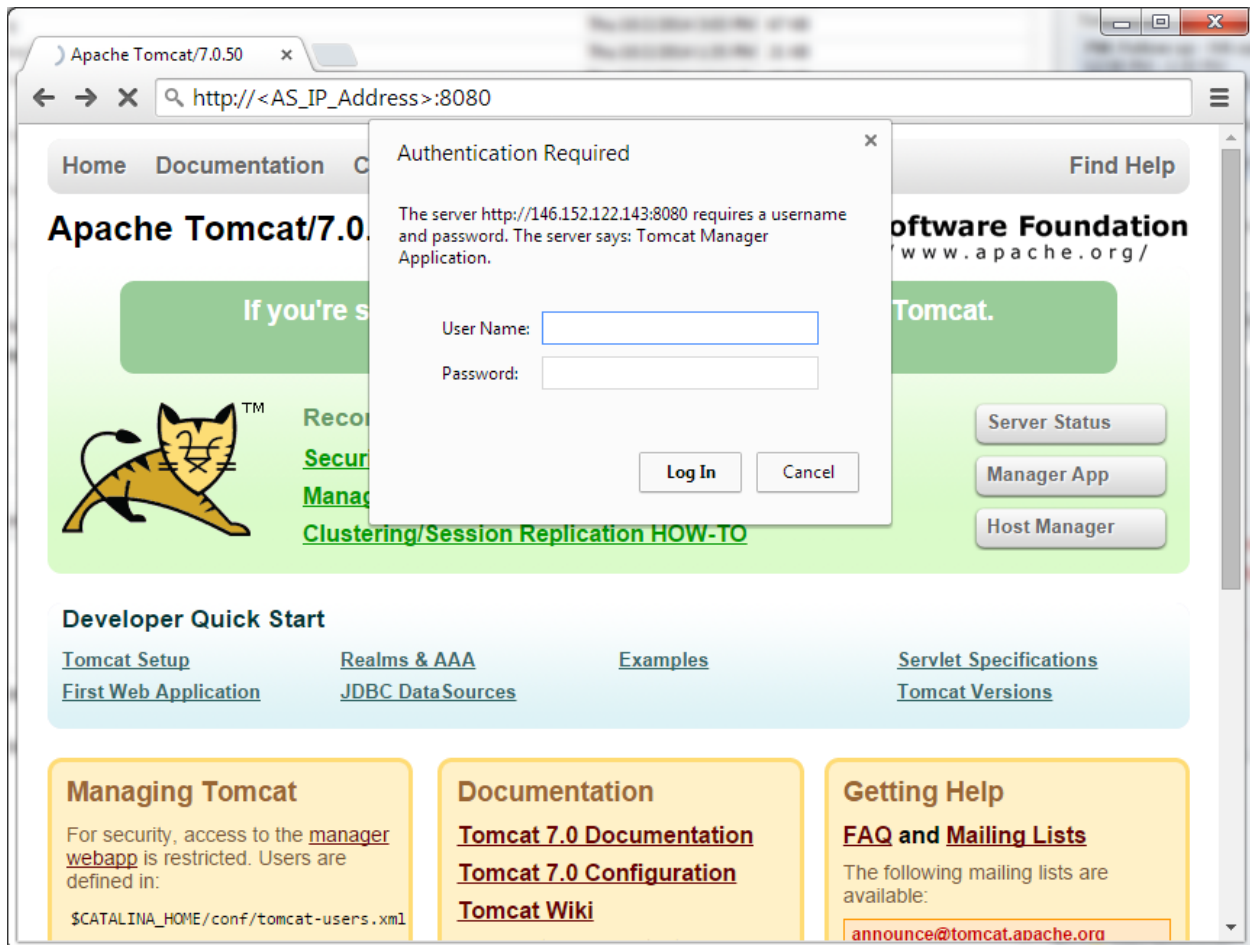 Apache Tomcat/7.0.50
http://<AS_IP_Address>:8080
Home Documentation C Find Help
Authentication Required
The server http://146.152.122.143:8080 requires a username
and password. The server says: Tomcat Manager
Application.
Apache Tomcat/7.0. oftware Foundation
www.apache.org/
If you're s Tomcat.
User Name:
Password:
Log In Cancel
TM
Recor
Securi
Manag
Clustering/Session Replication HOW-TO
Server Status
Manager App
Host Manager
Developer Quick Start
Tomcat Setup Realms & AAA Examples Servlet Specifications
First Web Application JDBC DataSources Tomcat Versions
Managing Tomcat
For security, access to the manager
webapp is restricted. Users are
defined in:
$CATALINA_HOME/conf/tomcat-users.xml
Documentation
Tomcat 7.0 Documentation
Tomcat 7.0 Configuration
Tomcat Wiki
Getting Help
FAQ and Mailing Lists
The following mailing lists are
available:
announce@tomcat.apache.org